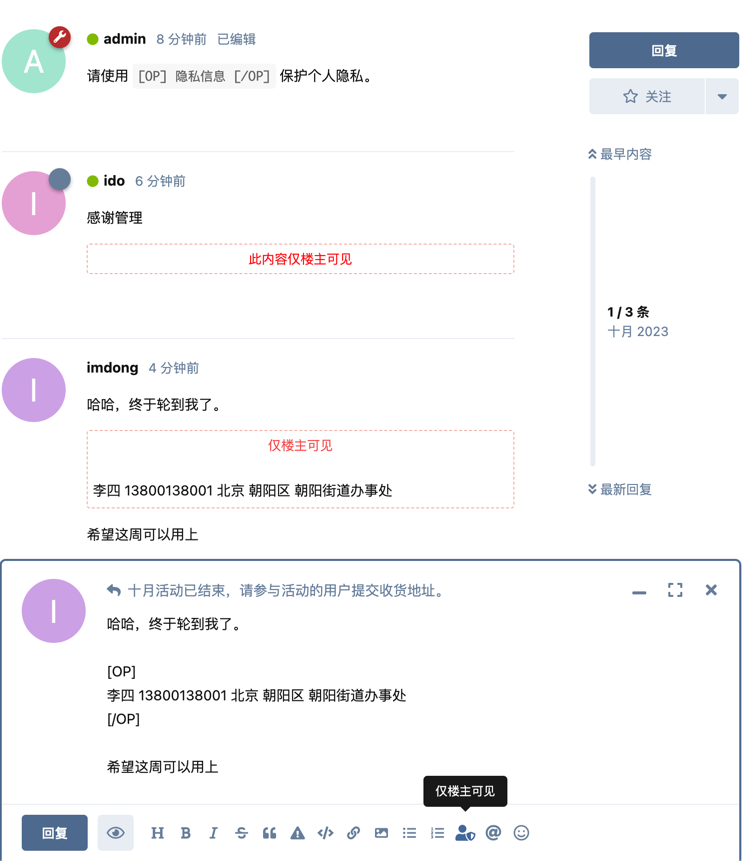 A
admin 8 分钟前 已编辑
请使用 [OP] 隐私信息 [/OP] 保护个人隐私。
回复
关注
最早内容
I
ido 6 分钟前
感谢管理
此内容仅楼主可见
1 / 3 条
十月 2023
I
imdong 4 分钟前
哈哈，终于轮到我了。
仅楼主可见
李四 13800138001 北京 朝阳区 朝阳街道办事处
最新回复
希望这周可以用上
I
十月活动已结束，请参与活动的用户提交收货地址。
哈哈，终于轮到我了。
[OP]
李四 13800138001 北京 朝阳区 朝阳街道办事处
[/OP]
希望这周可以用上
仅楼主可见
回复